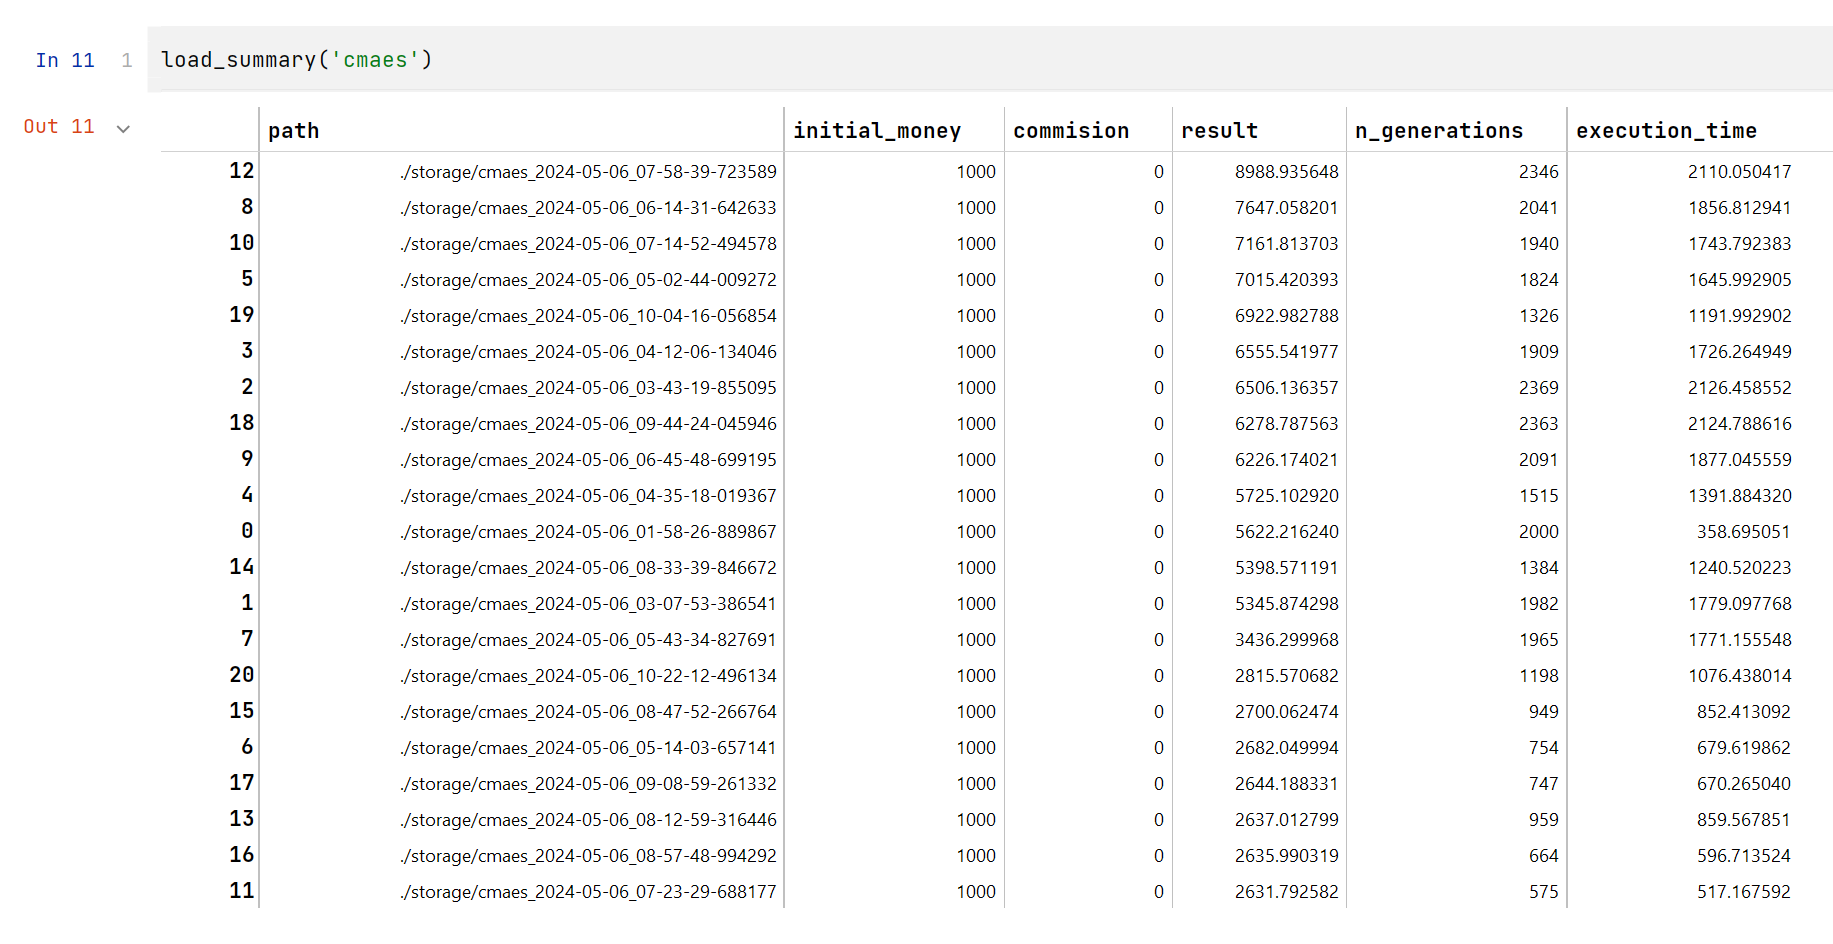 In 11 1 load_summary('cmaes')
Out 11
path initial_money commision result n_generations execution_time
12 ./storage/cmaes_2024-05-06_07-58-39-723589 1000 0 8988.935648 2346 2110.050417
8 ./storage/cmaes_2024-05-06_06-14-31-642633 1000 0 7647.058201 2041 1856.812941
10 ./storage/cmaes_2024-05-06_07-14-52-494578 1000 0 7161.813703 1940 1743.792383
5 ./storage/cmaes_2024-05-06_05-02-44-009272 1000 0 7015.420393 1824 1645.992905
19 ./storage/cmaes_2024-05-06_10-04-16-056854 1000 0 6922.982788 1326 1191.992902
3 ./storage/cmaes_2024-05-06_04-12-06-134046 1000 0 6555.541977 1909 1726.264949
2 ./storage/cmaes_2024-05-06_03-43-19-855095 1000 0 6506.136357 2369 2126.458552
18 ./storage/cmaes_2024-05-06_09-44-24-045946 1000 0 6278.787563 2363 2124.788616
9 ./storage/cmaes_2024-05-06_06-45-48-699195 1000 0 6226.174021 2091 1877.045559
4 ./storage/cmaes_2024-05-06_04-35-18-019367 1000 0 5725.102920 1515 1391.884320
0 ./storage/cmaes_2024-05-06_01-58-26-889867 1000 0 5622.216240 2000 358.695051
14 ./storage/cmaes_2024-05-06_08-33-39-846672 1000 0 5398.571191 1384 1240.520223
1 ./storage/cmaes_2024-05-06_03-07-53-386541 1000 0 5345.874298 1982 1779.097768
7 ./storage/cmaes_2024-05-06_05-43-34-827691 1000 0 3436.299968 1965 1771.155548
20 ./storage/cmaes_2024-05-06_10-22-12-496134 1000 0 2815.570682 1198 1076.438014
15 ./storage/cmaes_2024-05-06_08-47-52-266764 1000 0 2700.062474 949 852.413092
6 ./storage/cmaes_2024-05-06_05-14-03-657141 1000 0 2682.049994 754 679.619862
17 ./storage/cmaes_2024-05-06_09-08-59-261332 1000 0 2644.188331 747 670.265040
13 ./storage/cmaes_2024-05-06_08-12-59-316446 1000 0 2637.012799 959 859.567851
16 ./storage/cmaes_2024-05-06_08-57-48-994292 1000 0 2635.990319 664 596.713524
11 ./storage/cmaes_2024-05-06_07-23-29-688177 1000 0 2631.792582 575 517.167592